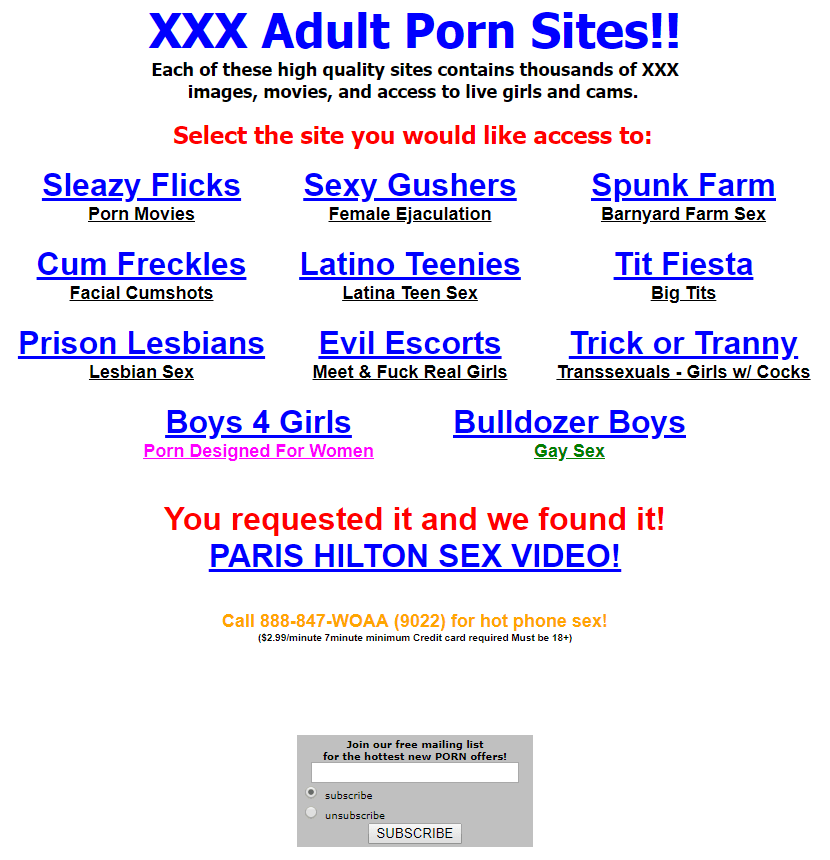 XXX Adult Porn Sites!!
Each of these high quality sites contains thousands of XXX
images, movies, and access to live girls and cams.
Select the site you would like access to:
Sleazy Flicks
Porn Movies
Sexy Gushers
Female Ejaculation
Spunk Farm
Barnyard Farm Sex
Cum Freckles
Facial Cumshots
Latino Teenies
Latina Teen Sex
Tit Fiesta
Big Tits
Prison Lesbians
Lesbian Sex
Evil Escorts
Meet & Fuck Real Girls
Trick or Tranny
Transsexuals - Girls w/ Cocks
Boys 4 Girls
Porn Designed For Women
Bulldozer Boys
Gay Sex
You requested it and we found it!
PARIS HILTON SEX VIDEO!
Call 888-847-WOAA (9022) for hot phone sex!
($2.99/minute 7minute minimum Credit card required Must be 18+)
Join our free mailing list
for the hottest new PORN offers!
subscribe
unsubscribe
SUBSCRIBE